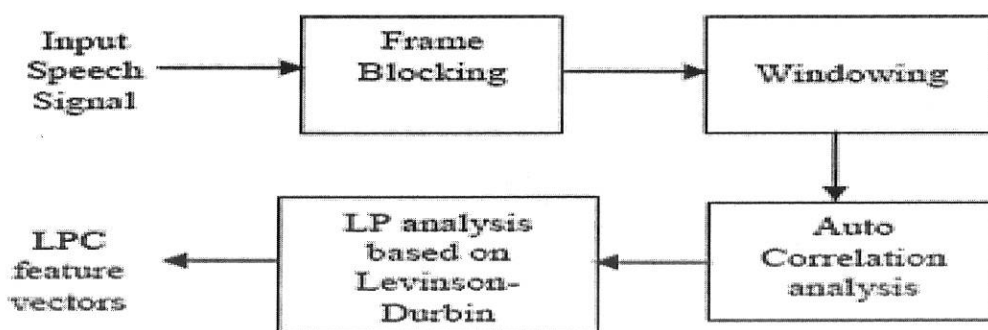 Input
Speech
Signal
Frame
Blocking
Windowing
Auto
Correlation
analysis
LP analysis
based on
Levinson-
Durbin
LPC
feature
vectors